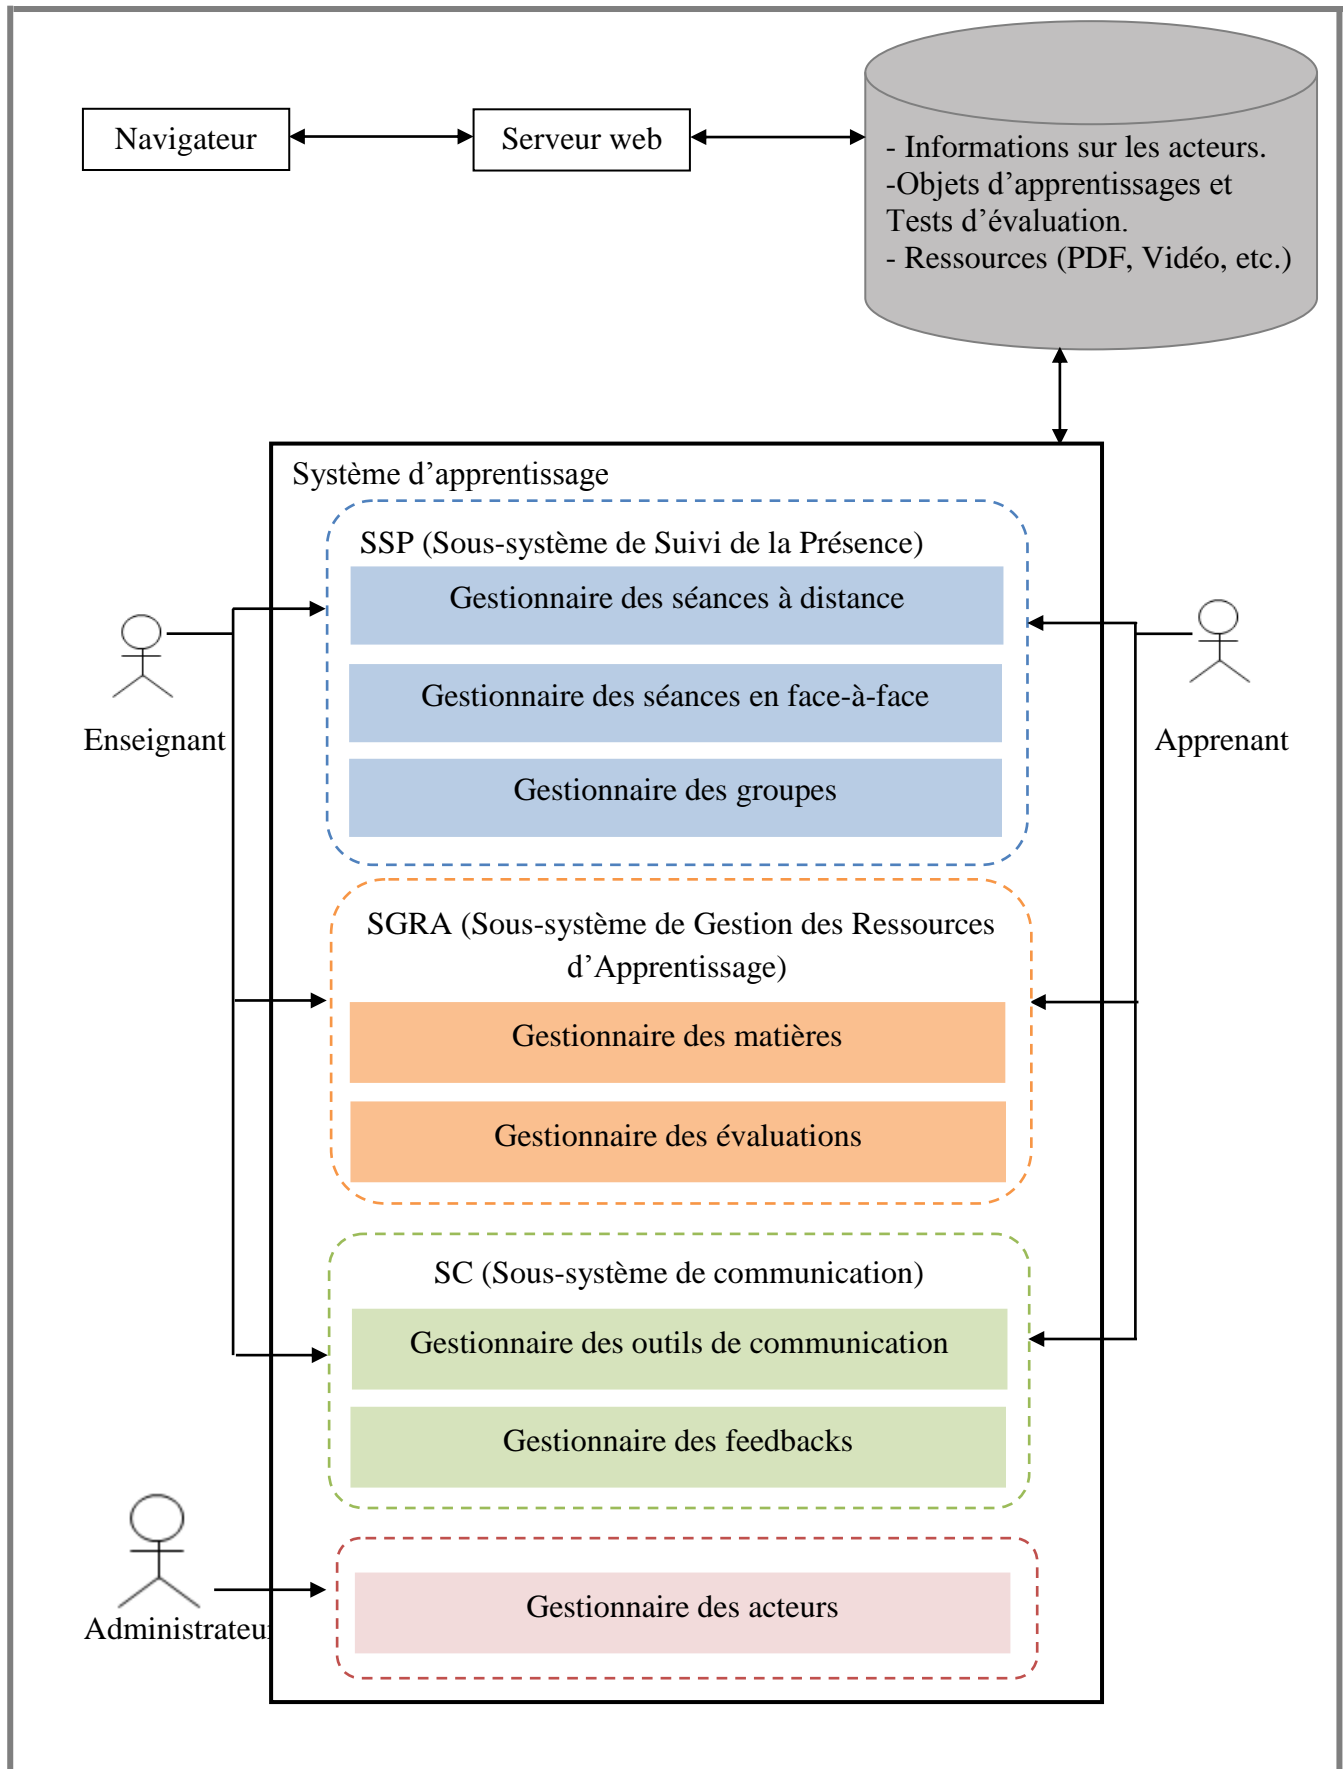 Navigateur
Serveur web
- Informations sur les acteurs.
-Objets d’apprentissages et
Tests d’évaluation.
- Ressources (PDF, Vidéo, etc.)
Système d’apprentissage
SSP (Sous-système de Suivi de la Présence)
Gestionnaire des séances à distance
Gestionnaire des séances en face-à-face
Enseignant
Apprenant
Gestionnaire des groupes
SGRA (Sous-système de Gestion des Ressources
d’Apprentissage)
Gestionnaire des matières
Gestionnaire des évaluations
SC (Sous-système de communication)
Gestionnaire des outils de communication
Gestionnaire des feedbacks
Gestionnaire des acteurs
Administrateur